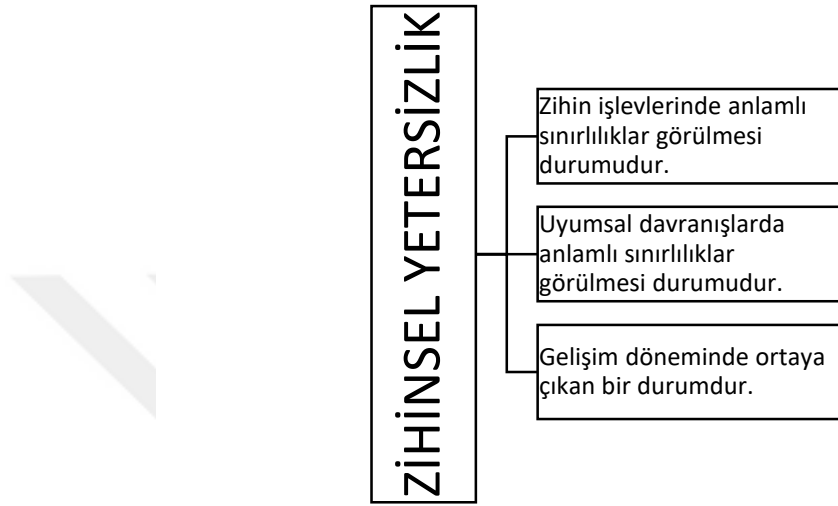 ZİHİNSEL YETERSİZLİK
Zihin işlevlerinde anlamlı
sınırlılıklar görülmesi
durumudur.
Uyumsal davranışlarda
anlamlı sınırlılıklar
görülmesi durumudur.
Gelişim döneminde ortaya
çıkan bir durumdur.